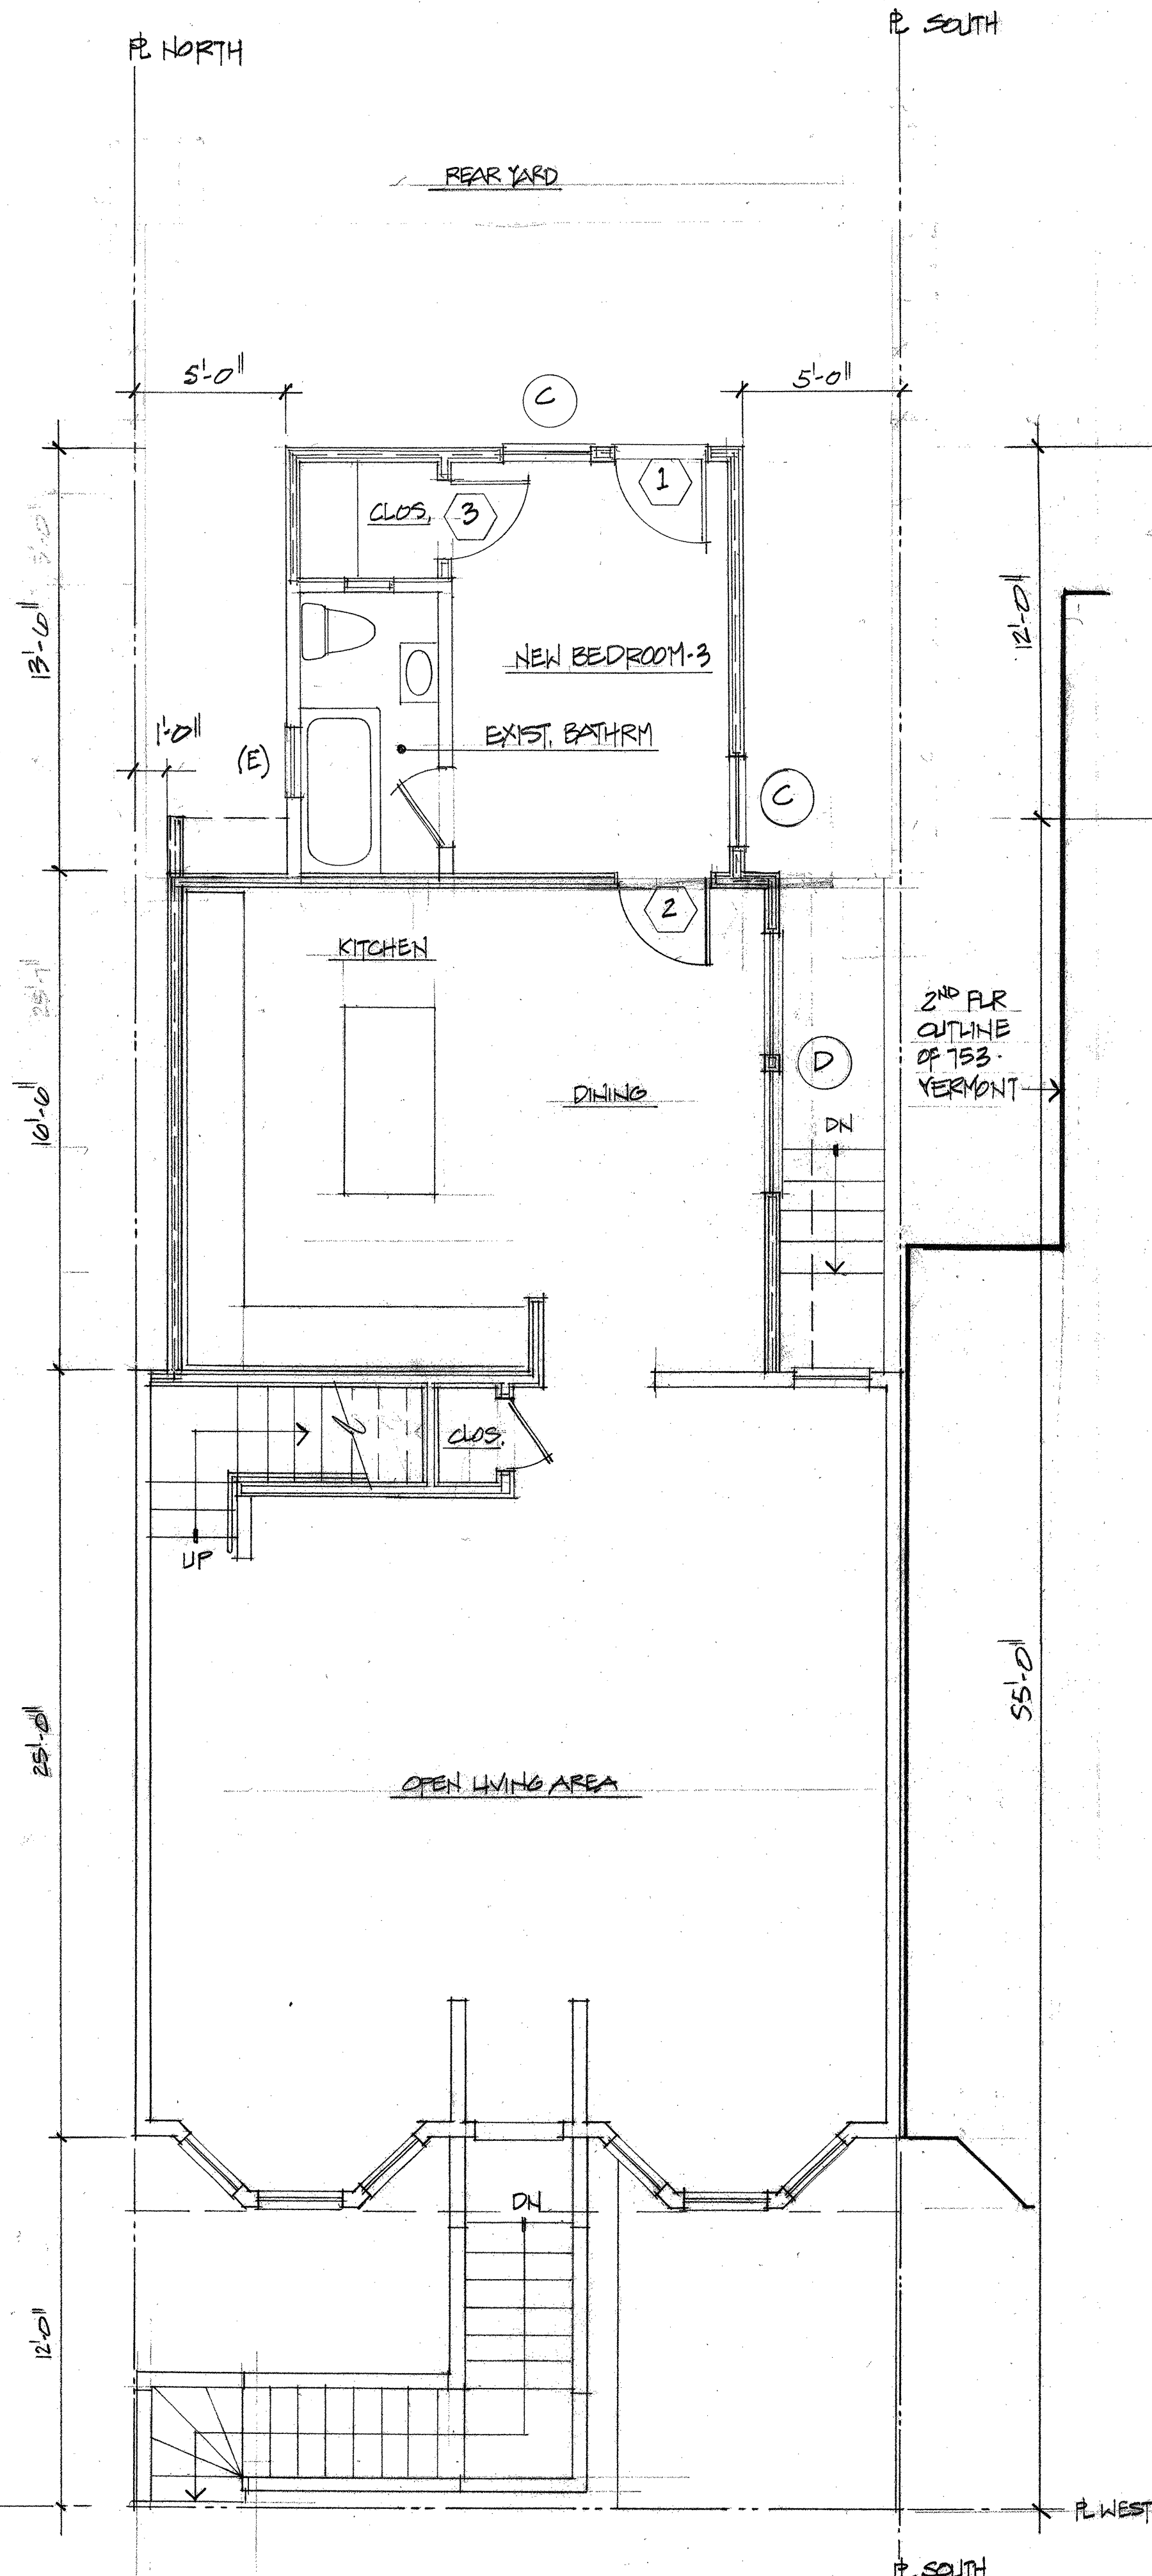 PL SOUTH
PL NORTH
REAR YARD
5'-0"
5'-0"
C
1
CLOS.
3
13'-6"
12'-0"
NEW BEDROOM-3
1'-0"
(E)
EXIST. BATHRM
C
2
KITCHEN
2ND FLR
OUTLINE
OF 753
VERMONT
D
DINING
16'-6"
DN
CLOS.
UP
55'-0"
25'-0"
OPEN LIVING AREA
DN
12'-0"
PL WEST
PL SOUTH